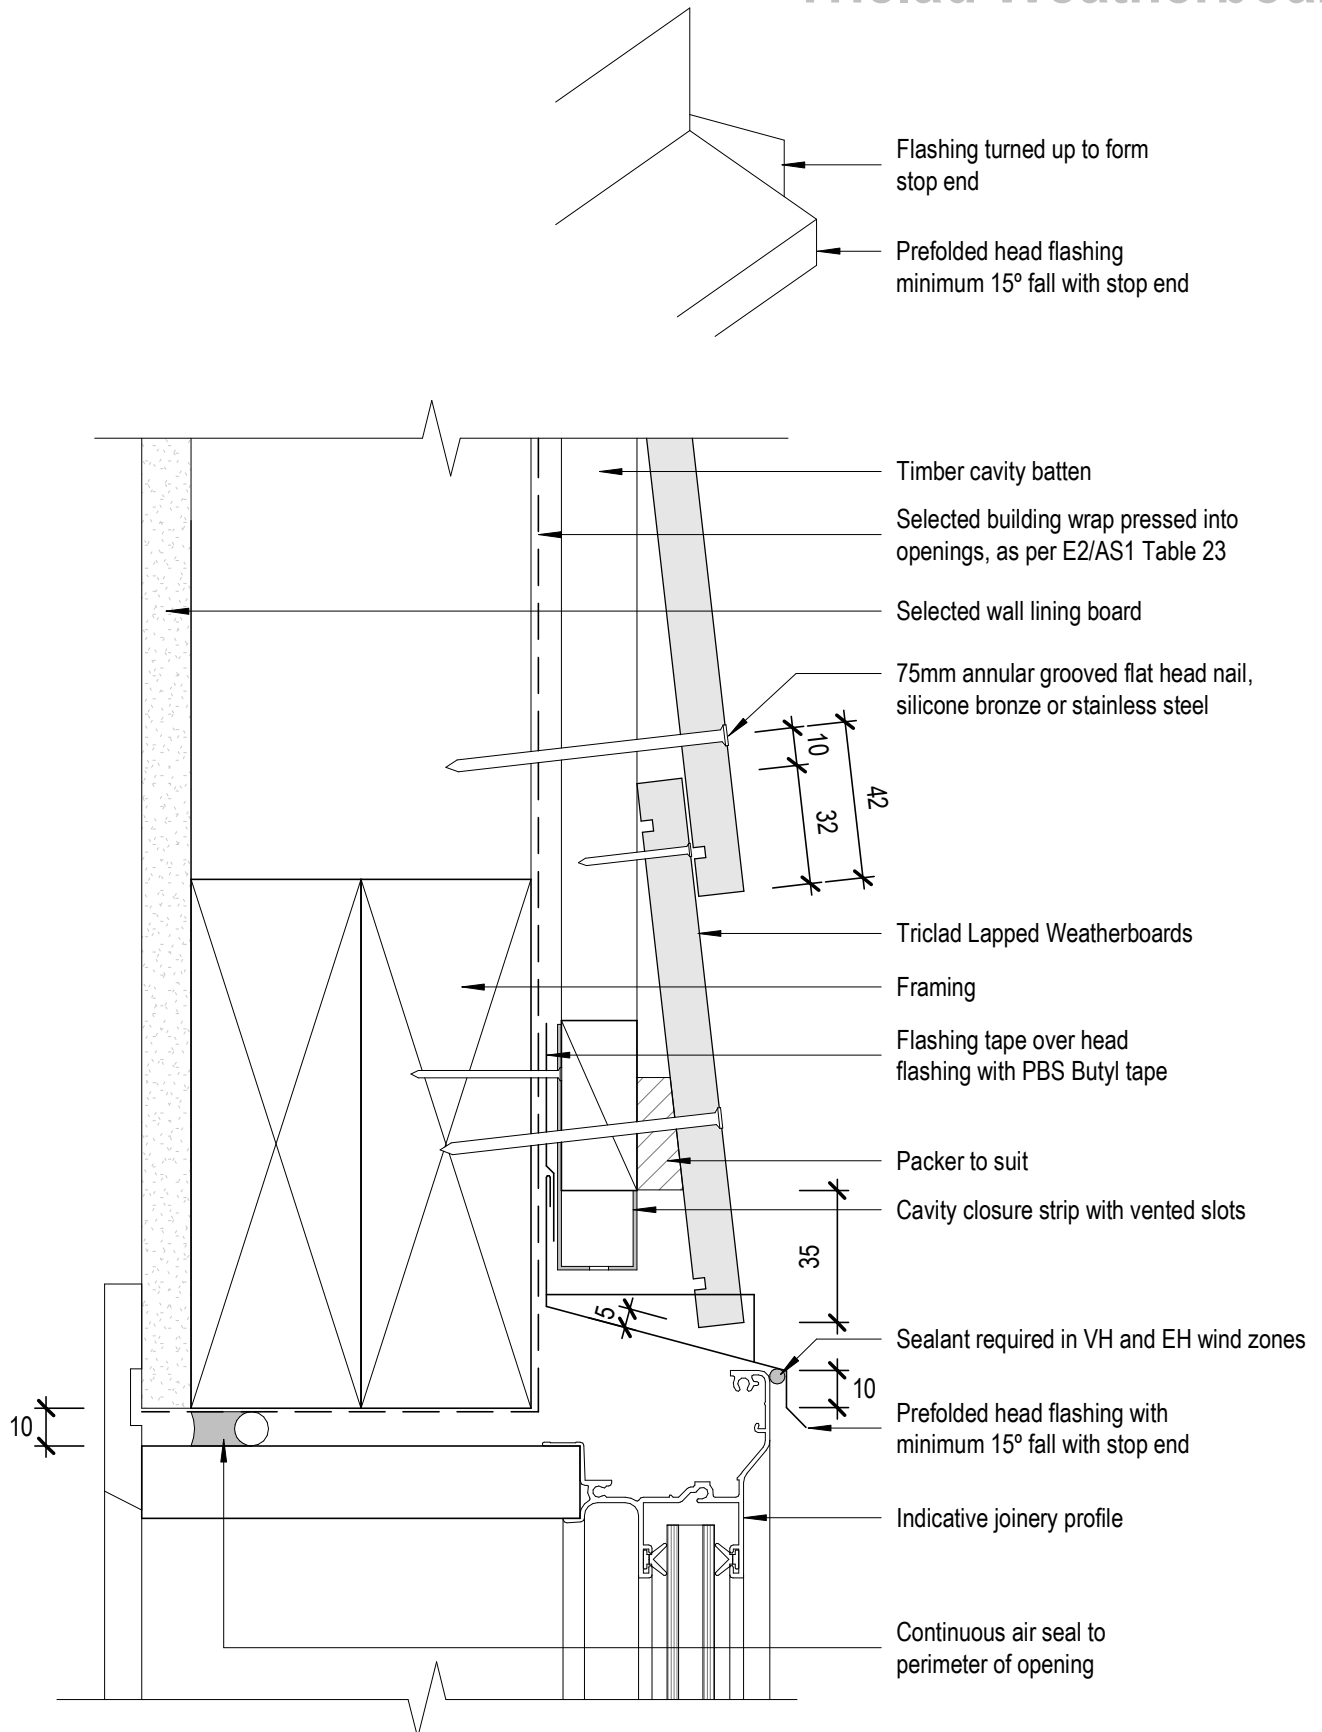 Triclad Weatherboar
Flashing turned up to form
stop end
Prefolded head flashing
minimum 15º fall with stop end
Timber cavity batten
Selected building wrap pressed into
openings, as per E2/AS1 Table 23
Selected wall lining board
75mm annular grooved flat head nail,
silicone bronze or stainless steel
10
42
32
Triclad Lapped Weatherboards
Framing
Flashing tape over head
flashing with PBS Butyl tape
Packer to suit
Cavity closure strip with vented slots
35
5
Sealant required in VH and EH wind zones
10
10
Prefolded head flashing with
minimum 15º fall with stop end
Indicative joinery profile
Continuous air seal to
perimeter of opening